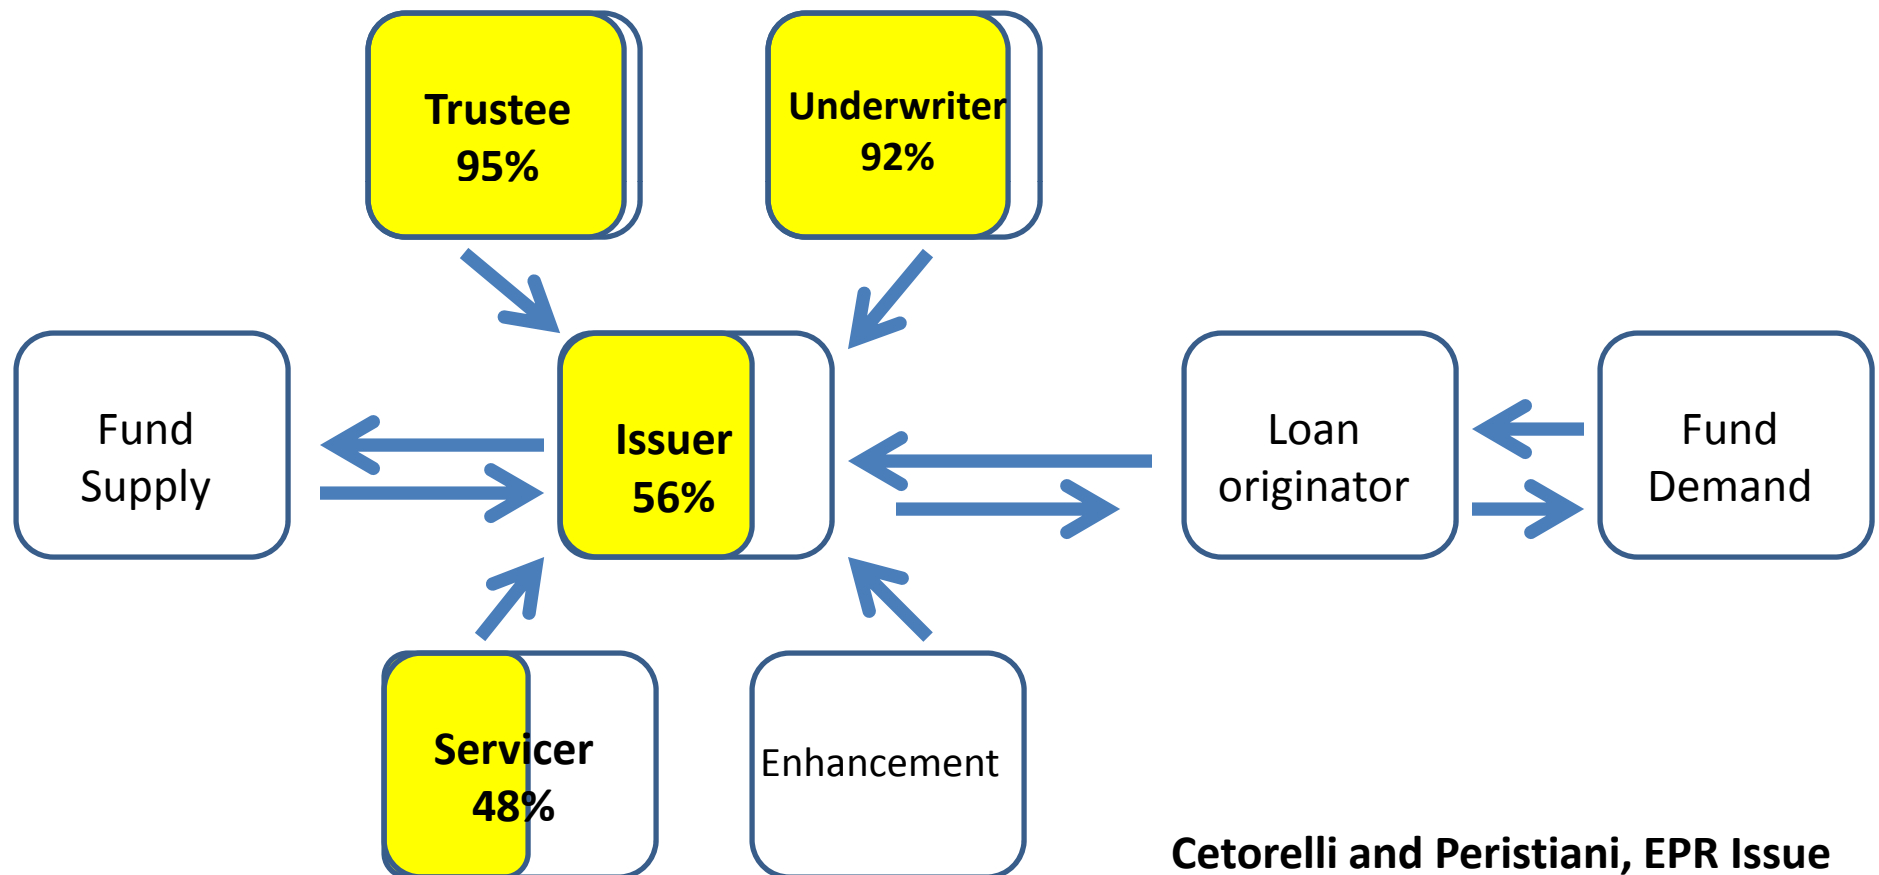 Trustee
95%
Underwriter
92%
Fund
Supply
Issuer
56%
Loan
originator
Fund
Demand
Servicer
48%
Enhancement
Cetorelli and Peristiani, EPR Issue